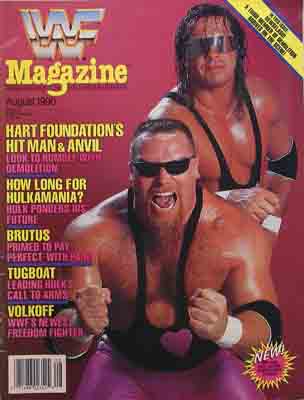 WWF
Magazine
August 1990
HART FOUNDATION'S
HIT MAN & ANVIL
LOOK TO RUMBLE WITH
DEMOLITION
HOW LONG FOR
HULKAMANIA?
HULK PONDERS HIS
FUTURE
BRUTUS
PRIMED TO PAY
PERFECT WITH PAIN
TUGBOAT
LEADING HULK'S
CALL TO ARMS
VOLKOFF
WWF'S NEWEST
FREEDOM FIGHTER
NEW!